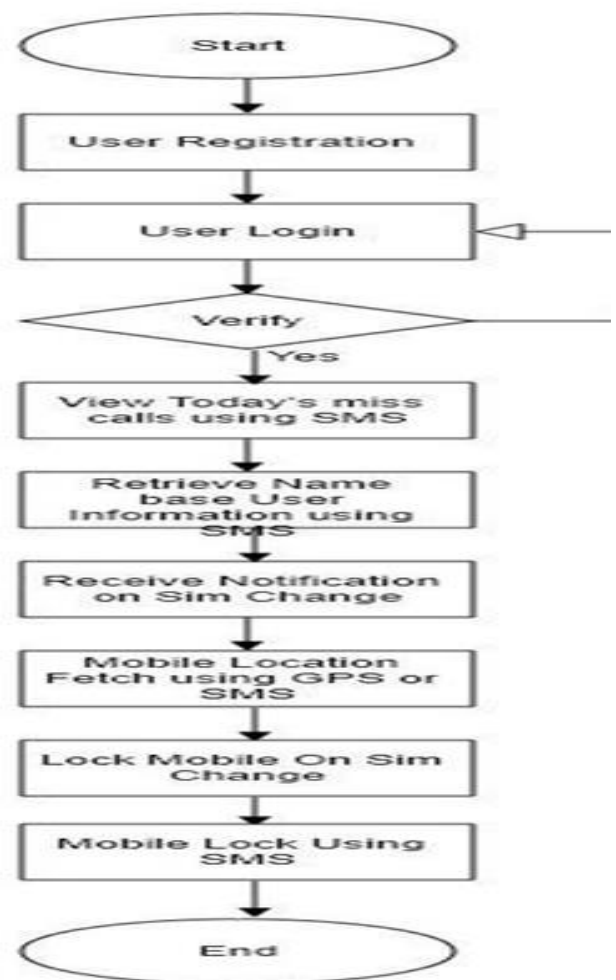 Start
User Registration
User Login
Verify
Yes
View Today's miss
calls using SMS
Retrieve Name
base User
Information using
SMS
Receive Notification
on Sim Change
Mobile Location
Fetch using GPS or
SMS
Lock Mobile On Sim
Change
Mobile Lock Using
SMS
End